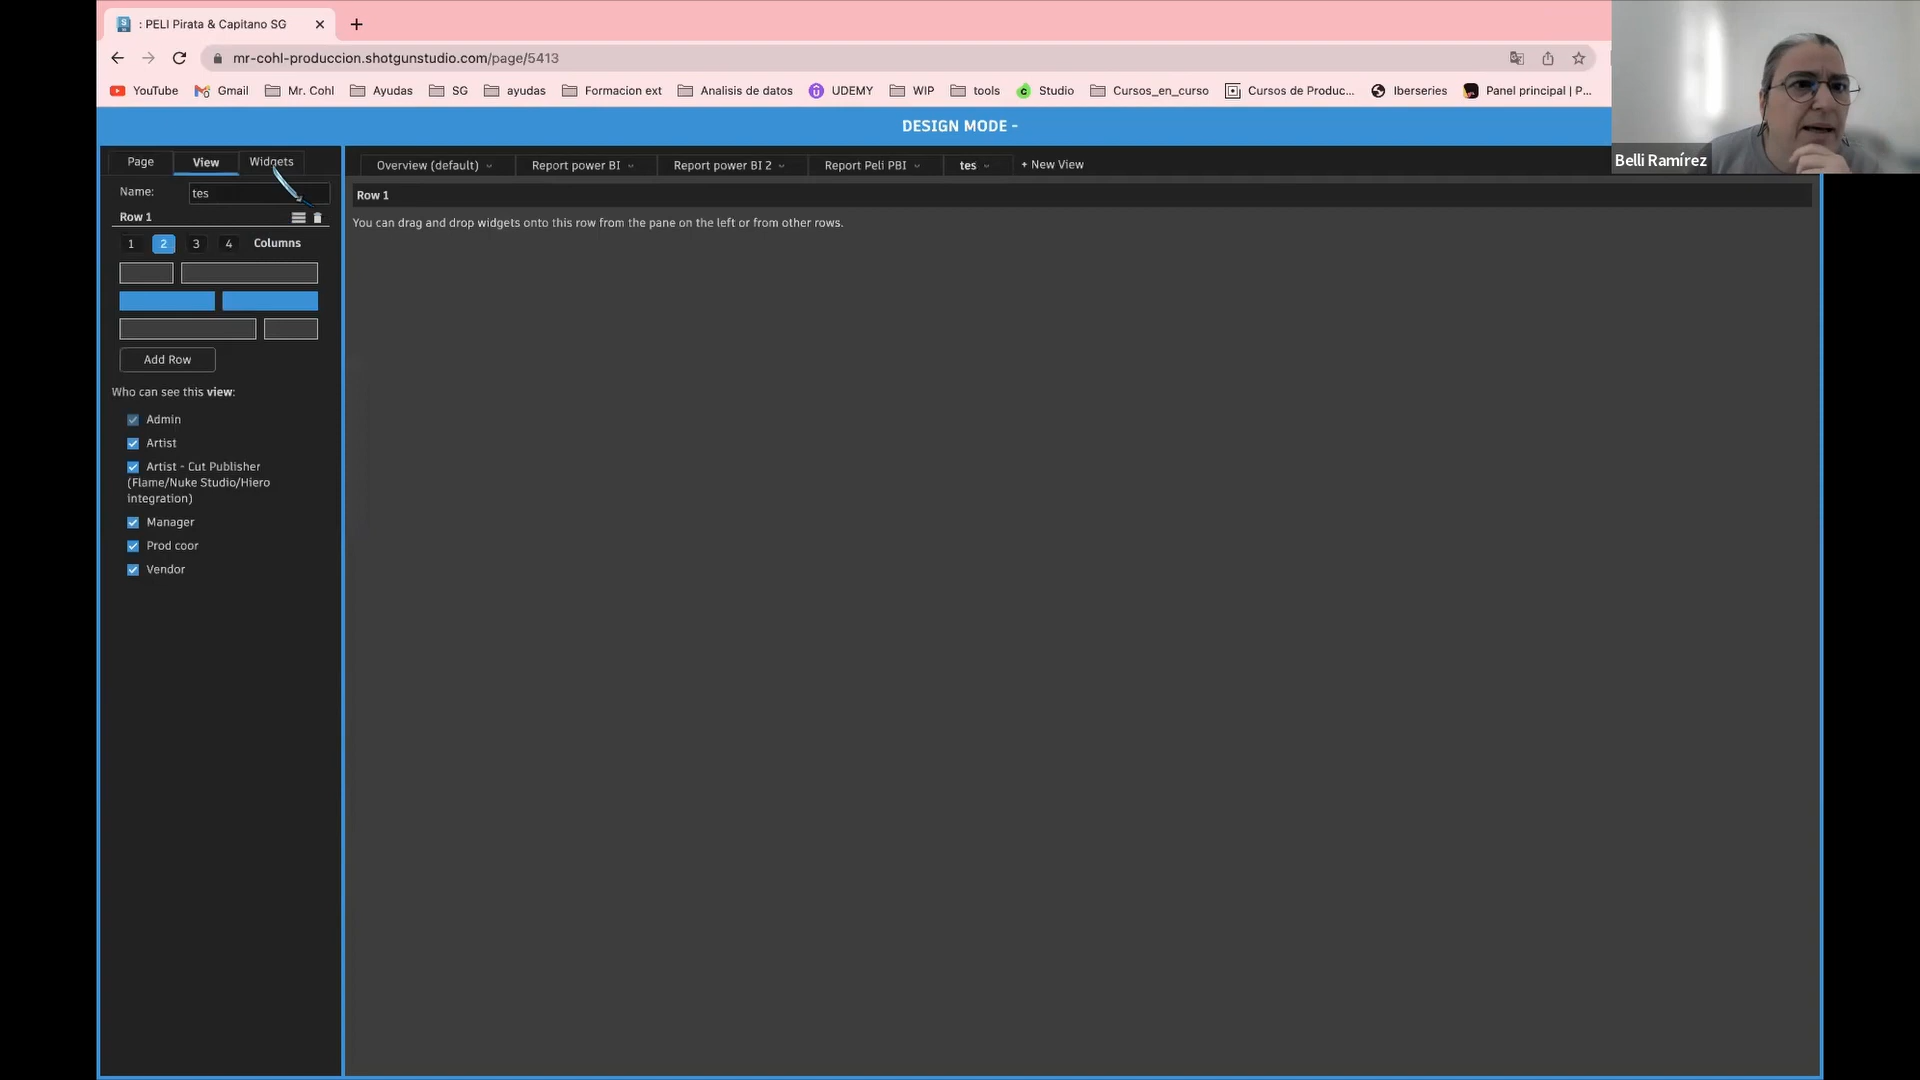 : PELI Pirata & Capitano SG
mr-cohl-produccion.shotgunstudio.com/page/5413
YouTube Gmail Mr. Cohl Ayudas SG ayudas Formacion ext Analisis de datos UDEMY WIP tools Studio Cursos_en_curso Cursos de Produc... Iberseries Panel principal | P...
DESIGN MODE -
Belli Ramírez
Page View Widgets
Overview (default) Report power BI Report power BI 2 Report Peli PBI tes + New View
Name: tes
Row 1
Row 1
You can drag and drop widgets onto this row from the pane on the left or from other rows.
1 2 3 4 Columns
Add Row
Who can see this view:
Admin
Artist
Artist - Cut Publisher
(Flame/Nuke Studio/Hiero
integration)
Manager
Prod coor
Vendor